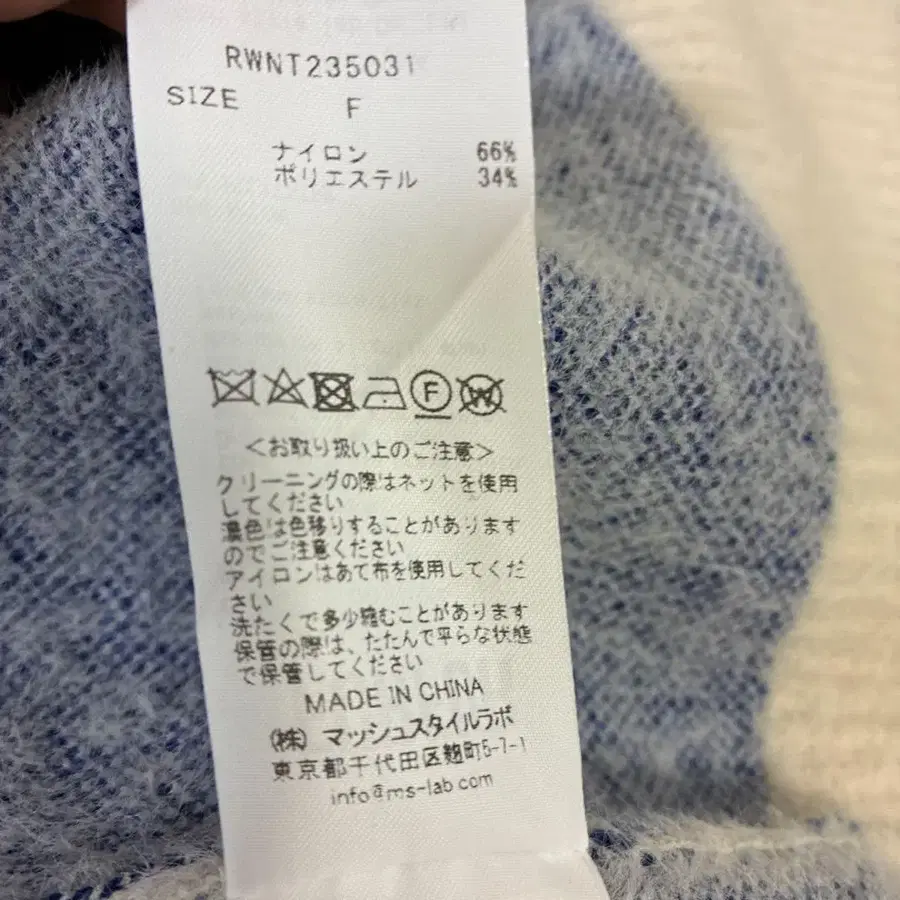 RWNT235031
SIZE F
ナイロン 66%
ポリエステル 34%
F W
<お取り扱い上のご注意>
クリーニングの際はネットを使用
してください
濃色は色移りすることがあります
のでご注意ください
アイロンはあて布を使用してくだ
さい
洗たくで多少縮むことがあります
保管の際は、たたんで平らな状態
で保管してください
MADE IN CHINA
(株) マッシュスタイルラボ
東京都千代田区麹町5-7-1
info@ms-lab.com